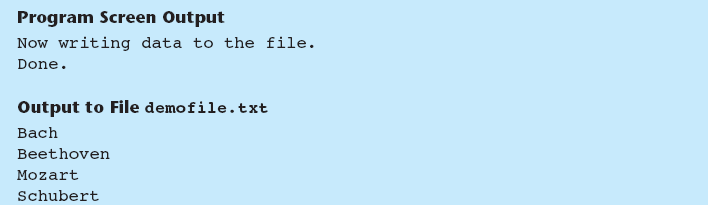 Program Screen Output
Now writing data to the file.
Done.
Output to File demofile.txt
Bach
Beethoven
Mozart
Schubert